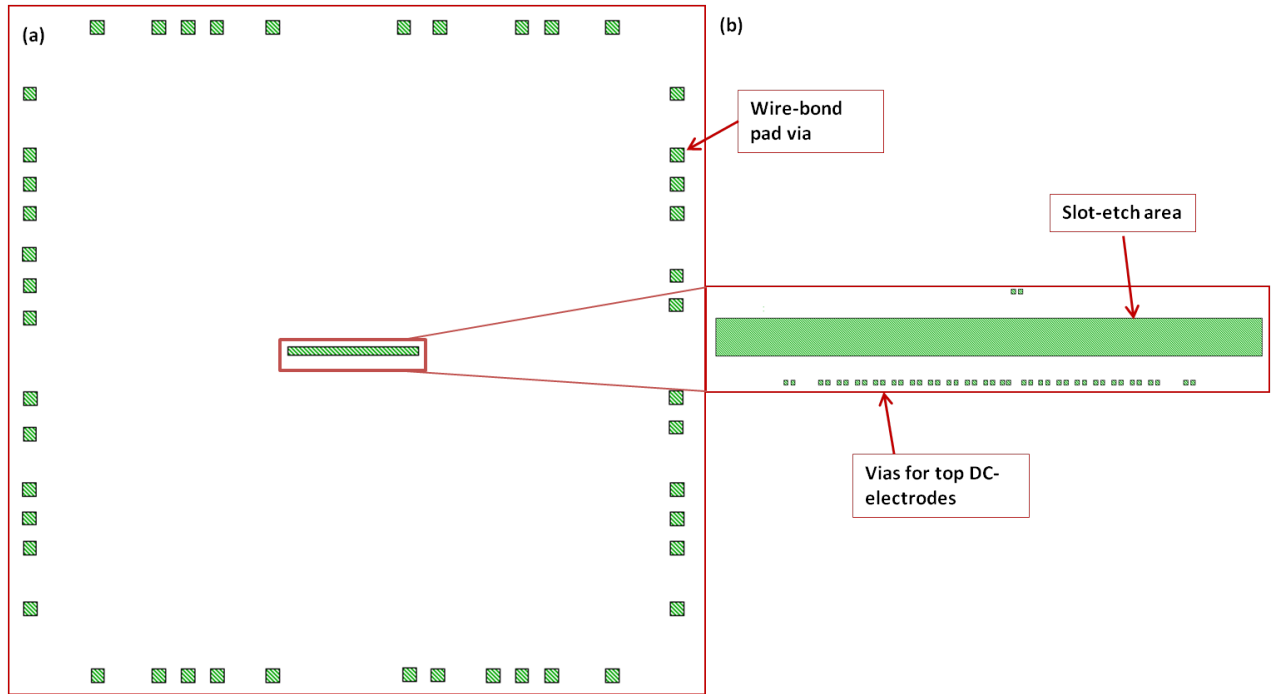 (a)
(b)
Wire-bond
pad via
Slot-etch area
Vias for top DC-
electrodes